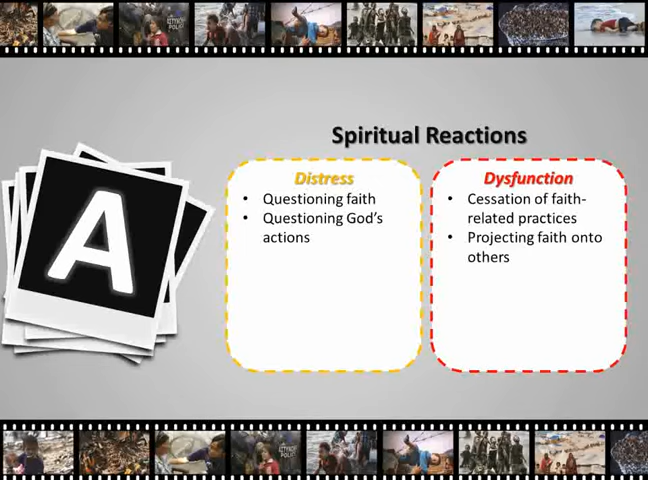 Spiritual Reactions
A
Distress
• Questioning faith
• Questioning God's
actions
Dysfunction
• Cessation of faith-
related practices
• Projecting faith onto
others